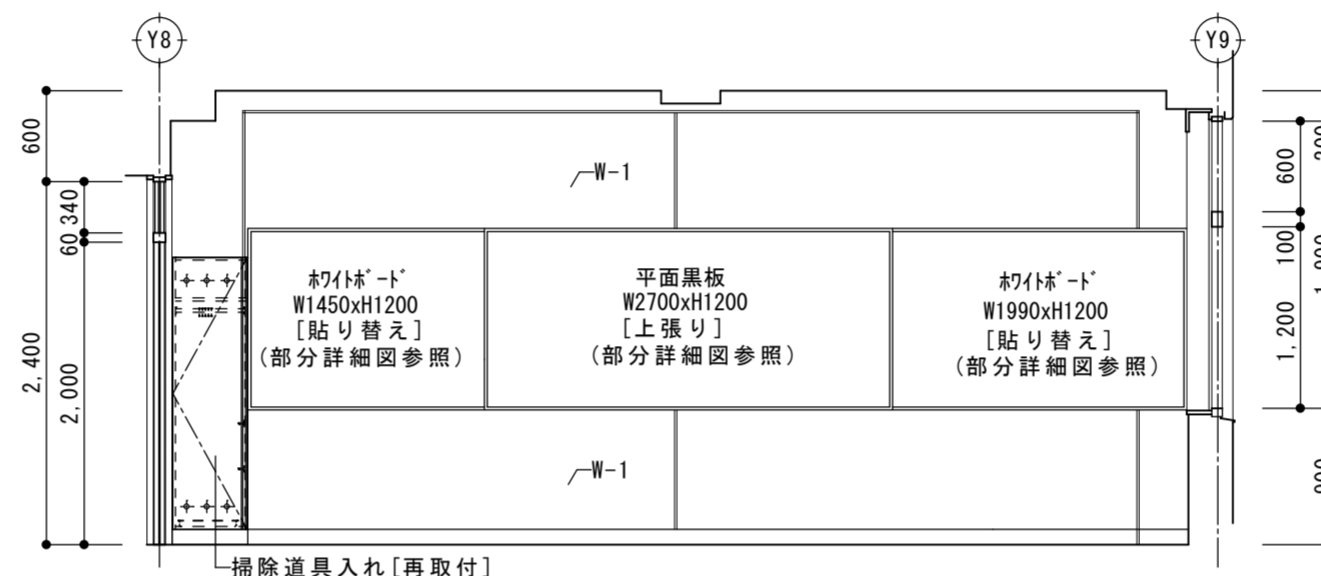 Y8
Y9
600
340
60
2,400
2,000
W-1
ﾎﾜｲﾄﾎﾞｰﾄﾞ
W1450xH1200
[貼り替え]
(部分詳細図参照)
平面黒板
W2700xH1200
[上張り]
(部分詳細図参照)
ﾎﾜｲﾄﾎﾞｰﾄﾞ
W1990xH1200
[貼り替え]
(部分詳細図参照)
W-1
掃除道具入れ[再取付]
600
100
1,200